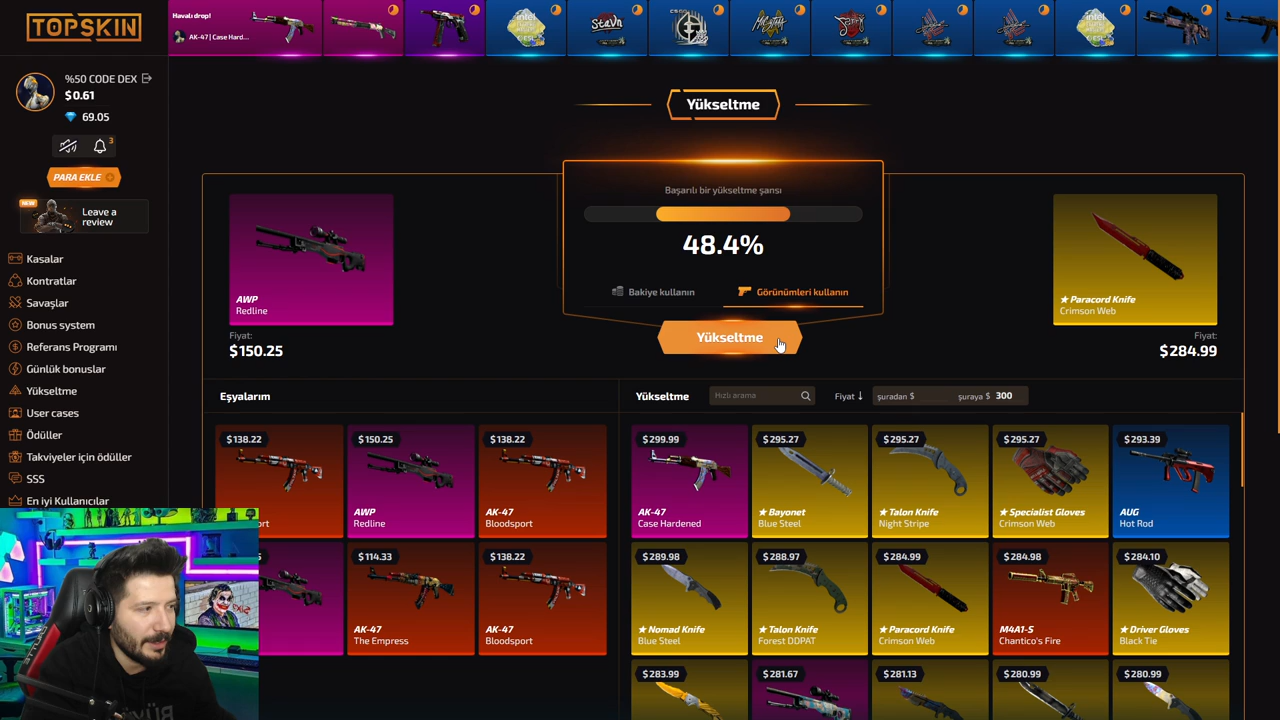 TOPSKIN
Havalı drop!
AK-47 | Case Hard...
%50 CODE DEX
$0.61
69.05
3
PARA EKLE
NEW
Leave a
review
Kasalar
Kontratlar
Savaşlar
Bonus system
Referans Programı
Günlük bonuslar
Yükseltme
User cases
Ödüller
Takviyeler için ödüller
SSS
En iyi Kullanıcılar
Yükseltme
AWP
Redline
Fiyat:
$150.25
Başarılı bir yükseltme şansı
48.4%
Bakiye kullanın
Görünümleri kullanın
Yükseltme
★ Paracord Knife
Crimson Web
Fiyat:
$284.99
Eşyalarım
$138.22
ort
$150.25
AWP
Redline
$138.22
AK-47
Bloodsport
$114.33
AK-47
The Empress
$138.22
AK-47
Bloodsport
Yükseltme
Hızlı arama
Fiyat
şuradan $
şuraya $ 300
$299.99
AK-47
Case Hardened
$295.27
★ Bayonet
Blue Steel
$295.27
★ Talon Knife
Night Stripe
$295.27
★ Specialist Gloves
Crimson Web
$293.39
AUG
Hot Rod
$289.98
★ Nomad Knife
Blue Steel
$288.97
★ Talon Knife
Forest DDPAT
$284.99
★ Paracord Knife
Crimson Web
$284.98
M4A1-S
Chantico's Fire
$284.10
★ Driver Gloves
Black Tie
$283.99
$281.67
$281.13
$280.99
$280.99